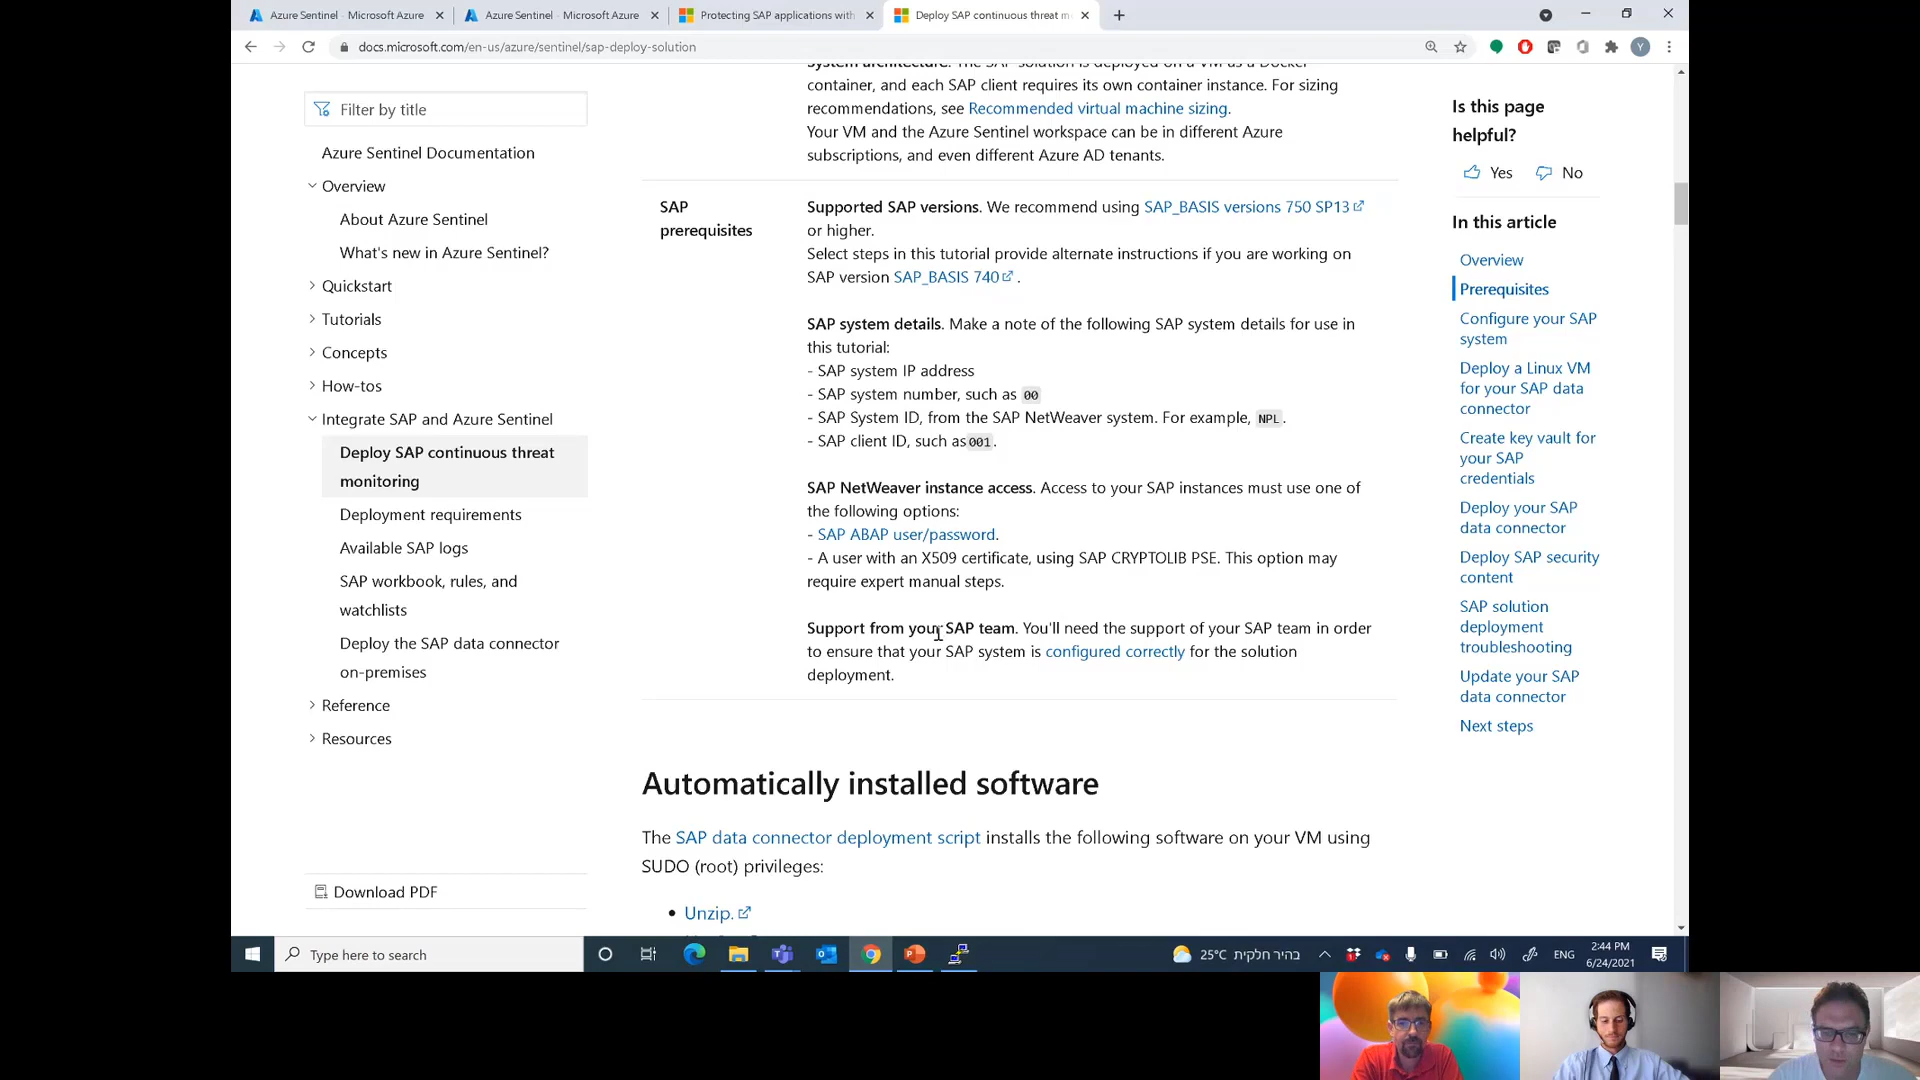 Azure Sentinel - Microsoft Azure
Azure Sentinel - Microsoft Azure
Protecting SAP applications with
Deploy SAP continuous threat m
docs.microsoft.com/en-us/azure/sentinel/sap-deploy-solution
Y
Filter by title
Azure Sentinel Documentation
Overview
About Azure Sentinel
What's new in Azure Sentinel?
Quickstart
Tutorials
Concepts
How-tos
Integrate SAP and Azure Sentinel
Deploy SAP continuous threat
monitoring
Deployment requirements
Available SAP logs
SAP workbook, rules, and
watchlists
Deploy the SAP data connector
on-premises
Reference
Resources
Download PDF
System architecture. The SAP solution is deployed on a VM as a Docker
container, and each SAP client requires its own container instance. For sizing
recommendations, see Recommended virtual machine sizing.
Your VM and the Azure Sentinel workspace can be in different Azure
subscriptions, and even different Azure AD tenants.
SAP
prerequisites
Supported SAP versions. We recommend using SAP_BASIS versions 750 SP13
or higher.
Select steps in this tutorial provide alternate instructions if you are working on
SAP version SAP_BASIS 740 .
SAP system details. Make a note of the following SAP system details for use in
this tutorial:
- SAP system IP address
- SAP system number, such as 00
- SAP System ID, from the SAP NetWeaver system. For example, NPL.
- SAP client ID, such as001.
SAP NetWeaver instance access. Access to your SAP instances must use one of
the following options:
- SAP ABAP user/password.
- A user with an X509 certificate, using SAP CRYPTOLIB PSE. This option may
require expert manual steps.
Support from your SAP team. You'll need the support of your SAP team in order
to ensure that your SAP system is configured correctly for the solution
deployment.
Automatically installed software
The SAP data connector deployment script installs the following software on your VM using
SUDO (root) privileges:
• Unzip.
Is this page
helpful?
Yes
No
In this article
Overview
Prerequisites
Configure your SAP
system
Deploy a Linux VM
for your SAP data
connector
Create key vault for
your SAP
credentials
Deploy your SAP
data connector
Deploy SAP security
content
SAP solution
deployment
troubleshooting
Update your SAP
data connector
Next steps
Type here to search
25°C בהיר חלקית
ENG
2:44 PM
6/24/2021